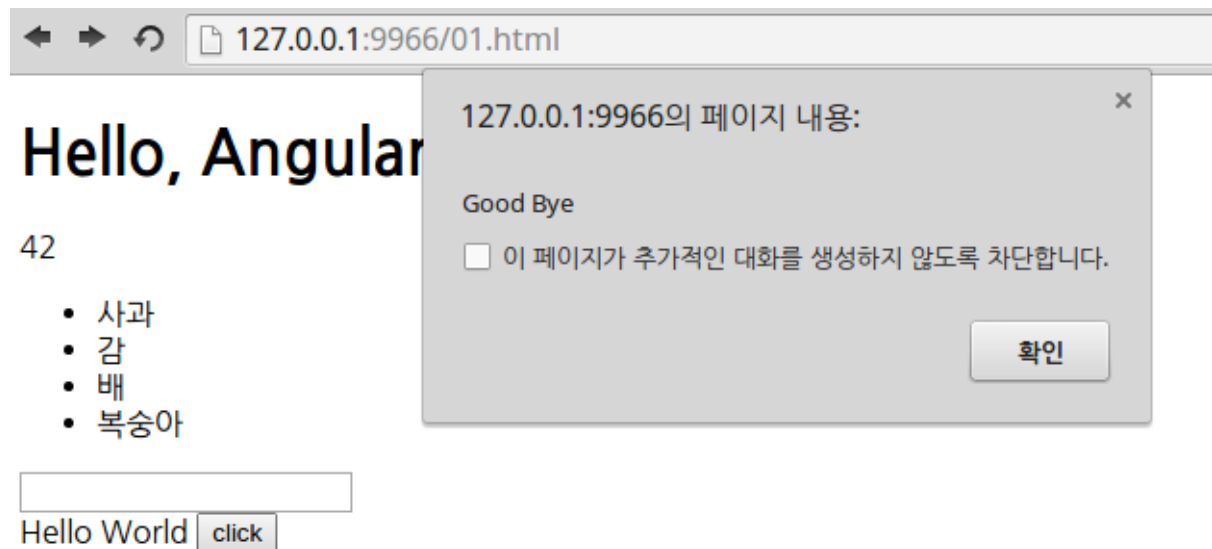 127.0.0.1:9966/01.html
127.0.0.1:9966의 페이지 내용:
Good Bye
이 페이지가 추가적인 대화를 생성하지 않도록 차단합니다.
확인
Hello, Angular
42
사과
감
배
복숭아
Hello World click